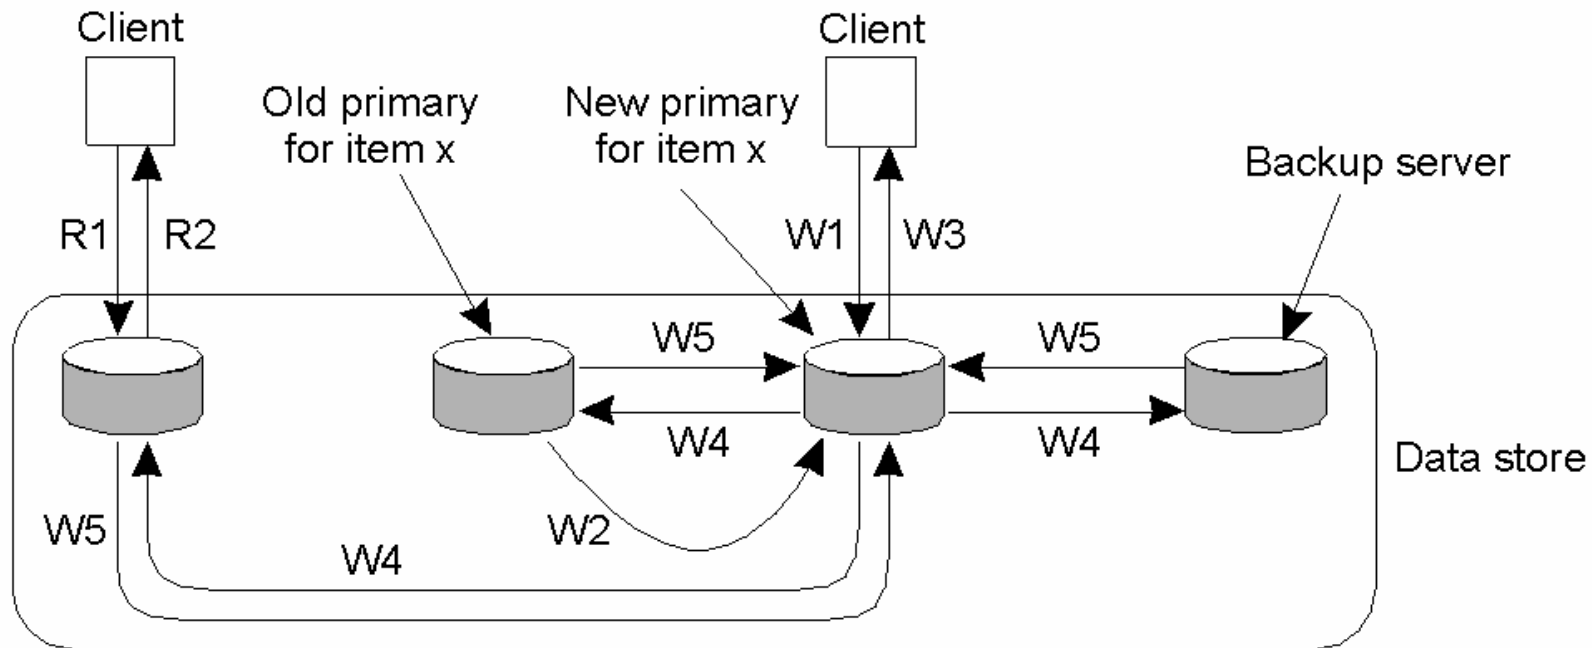 Client
Client
Old primary
for item x
New primary
for item x
Backup server
R1
R2
W1
W3
W5
W5
W4
W4
Data store
W5
W2
W4